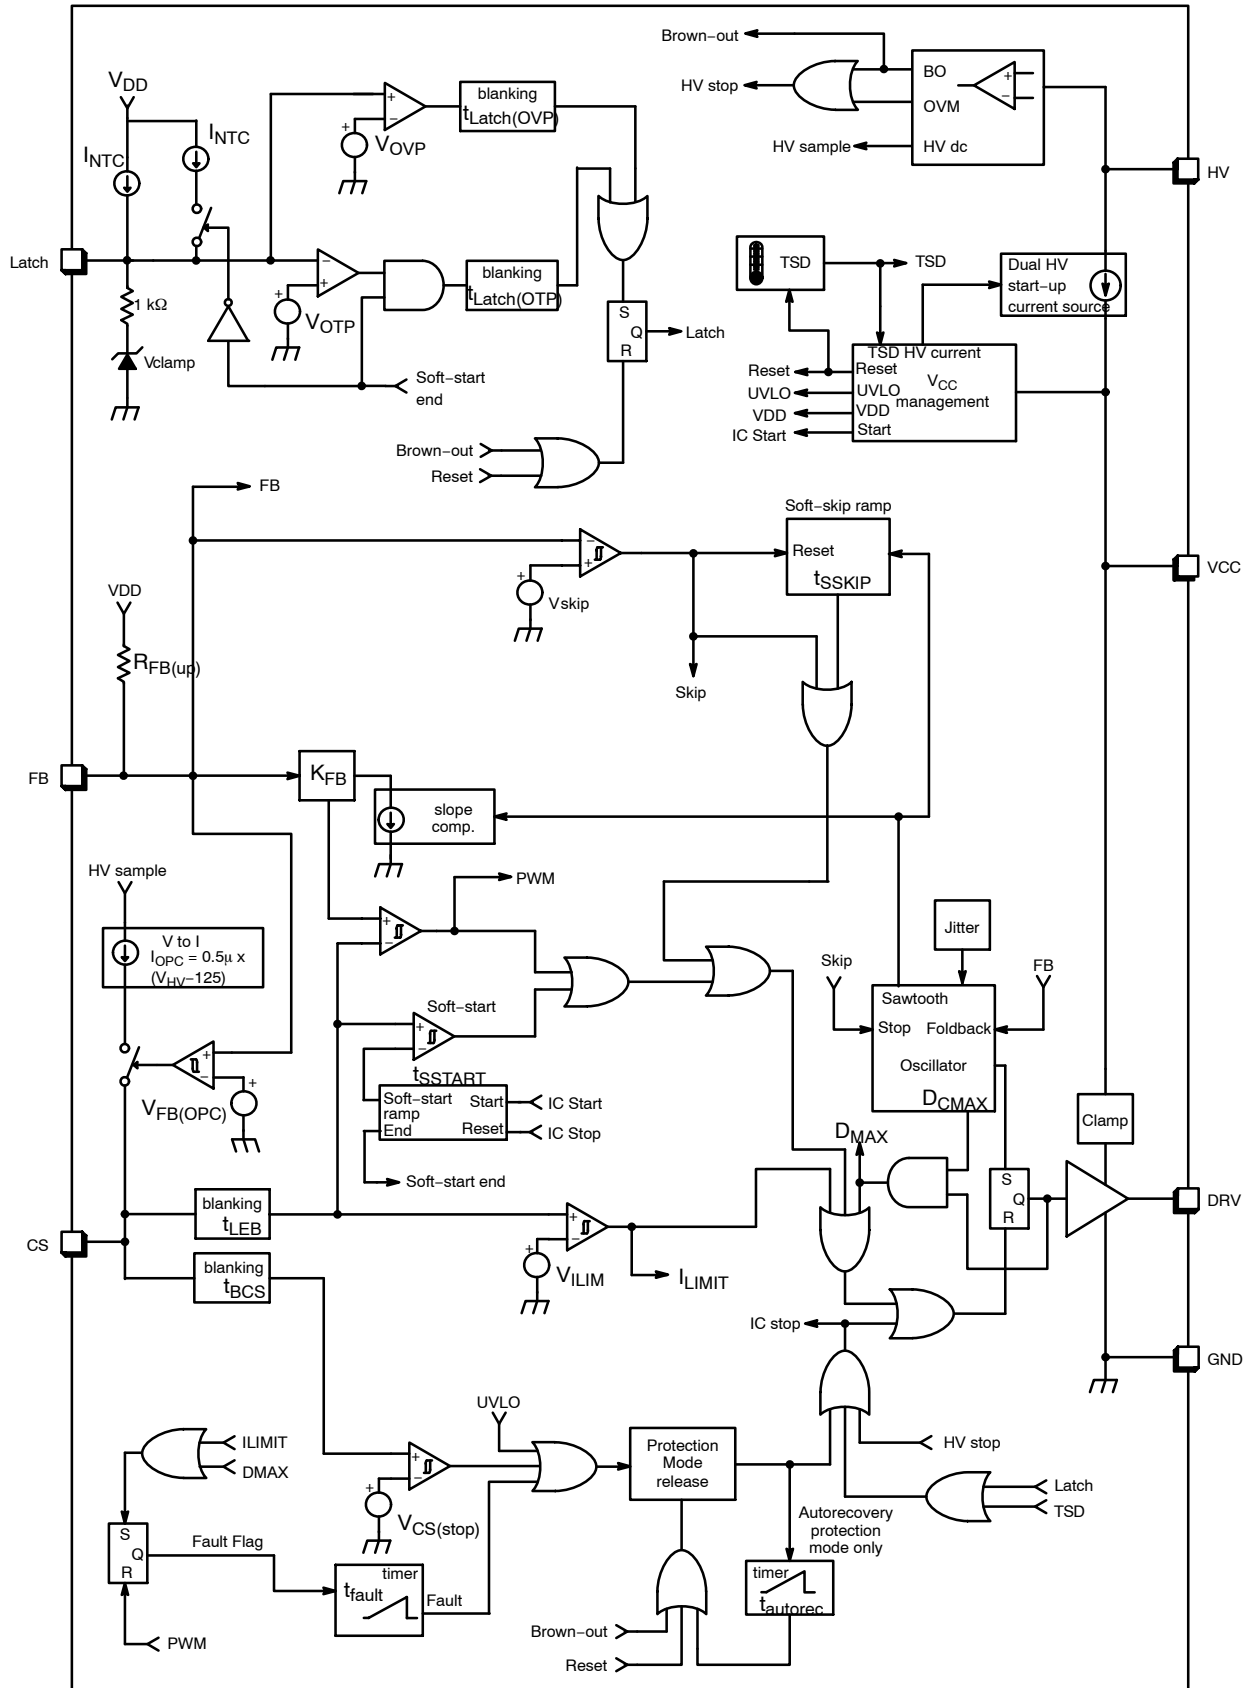 Brown−out
BO
HV stop
+
−
OVM
HV sample
HV dc
HV
VDD
INTC
INTC
blanking
tLatch(OVP)
+
−
+
VOVP
Latch
1 kΩ
Vclamp
−
+
+
VOTP
blanking
tLatch(OTP)
Soft-start
end
S
Q
R
Latch
Brown−out
Reset
TSD
TSD
Dual HV
start-up
current source
TSD HV current
Reset
Reset
UVLO
UVLO
VCC
management
VDD
VDD
IC Start
Start
FB
Soft−skip ramp
Reset
tSSKIP
−
+
+
Vskip
Skip
VCC
VDD
RFB(up)
FB
KFB
slope
comp.
HV sample
V to I
IOPC = 0.5μ x
(VHV−125)
+
−
PWM
Soft−start
+
−
tSSTART
Soft-start
ramp
End
Start
Reset
IC Start
IC Stop
Soft-start end
+
−
+
VFB(OPC)
Jitter
Skip
FB
Sawtooth
Stop
Foldback
Oscillator
DCMAX
DMAX
Clamp
S
Q
R
DRV
CS
blanking
tLEB
blanking
tBCS
+
−
+
VILIM
ILIMIT
IC stop
GND
UVLO
ILIMIT
DMAX
+
−
+
VCS(stop)
Protection
Mode
release
HV stop
Latch
TSD
Autorecovery
protection
mode only
S
Q
R
Fault Flag
timer
tfault
Fault
timer
tautorec
PWM
Brown−out
Reset